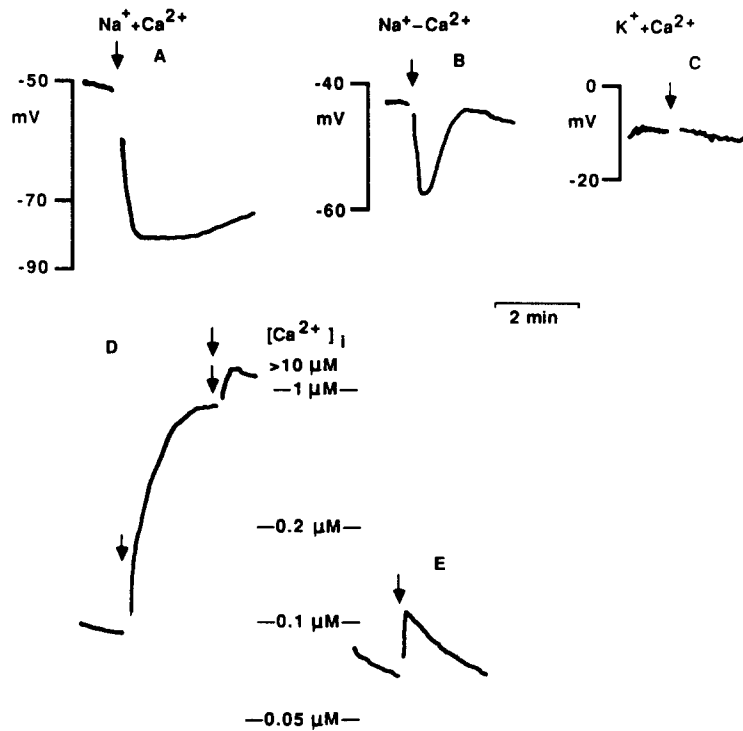 Na⁺+Ca²⁺
A
-50
mV
-70
-90
Na⁺-Ca²⁺
B
-40
mV
-60
K⁺+Ca²⁺
C
0
mV
-20
2 min
D
[Ca²⁺]ᵢ
>10 µM
—1 µM—
—0.2 µM—
E
—0.1 µM—
—0.05 µM—